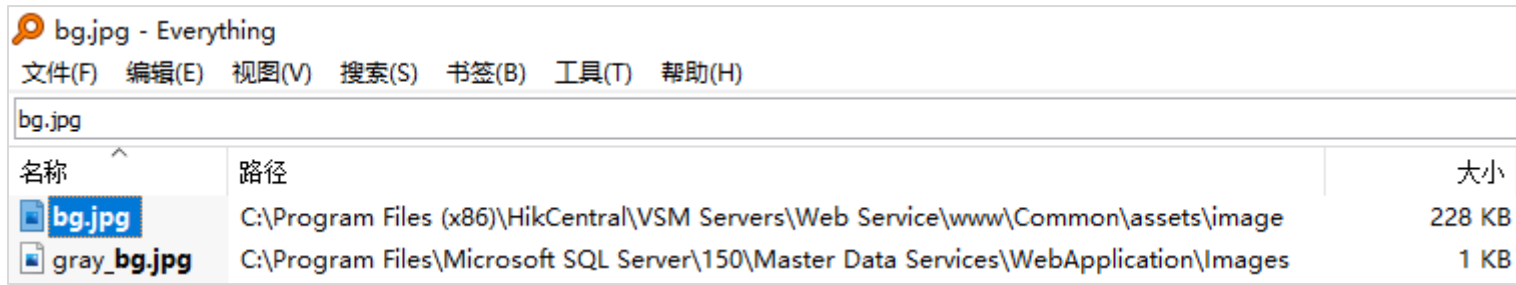 bg.jpg - Everything
文件(F) 编辑(E) 视图(V) 搜索(S) 书签(B) 工具(T) 帮助(H)
bg.jpg
名称 路径 大小
bg.jpg C:\Program Files (x86)\HikCentral\VSM Servers\Web Service\www\Common\assets\image 228 KB
gray_bg.jpg C:\Program Files\Microsoft SQL Server\150\Master Data Services\WebApplication\Images 1 KB